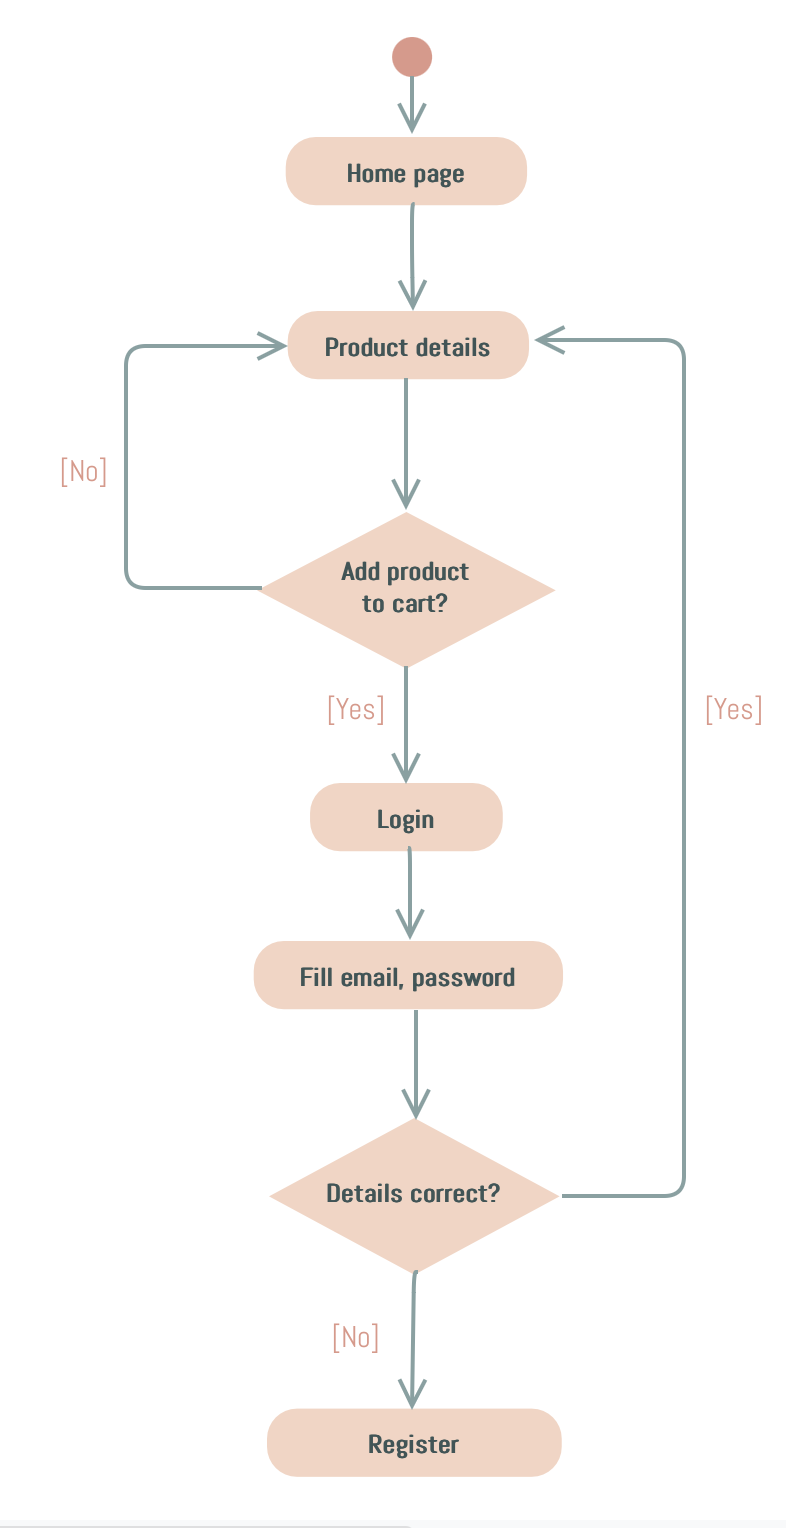 Home page
Product details
[No]
Add product
to cart?
[Yes]
[Yes]
Login
Fill email, password
Details correct?
[No]
Register